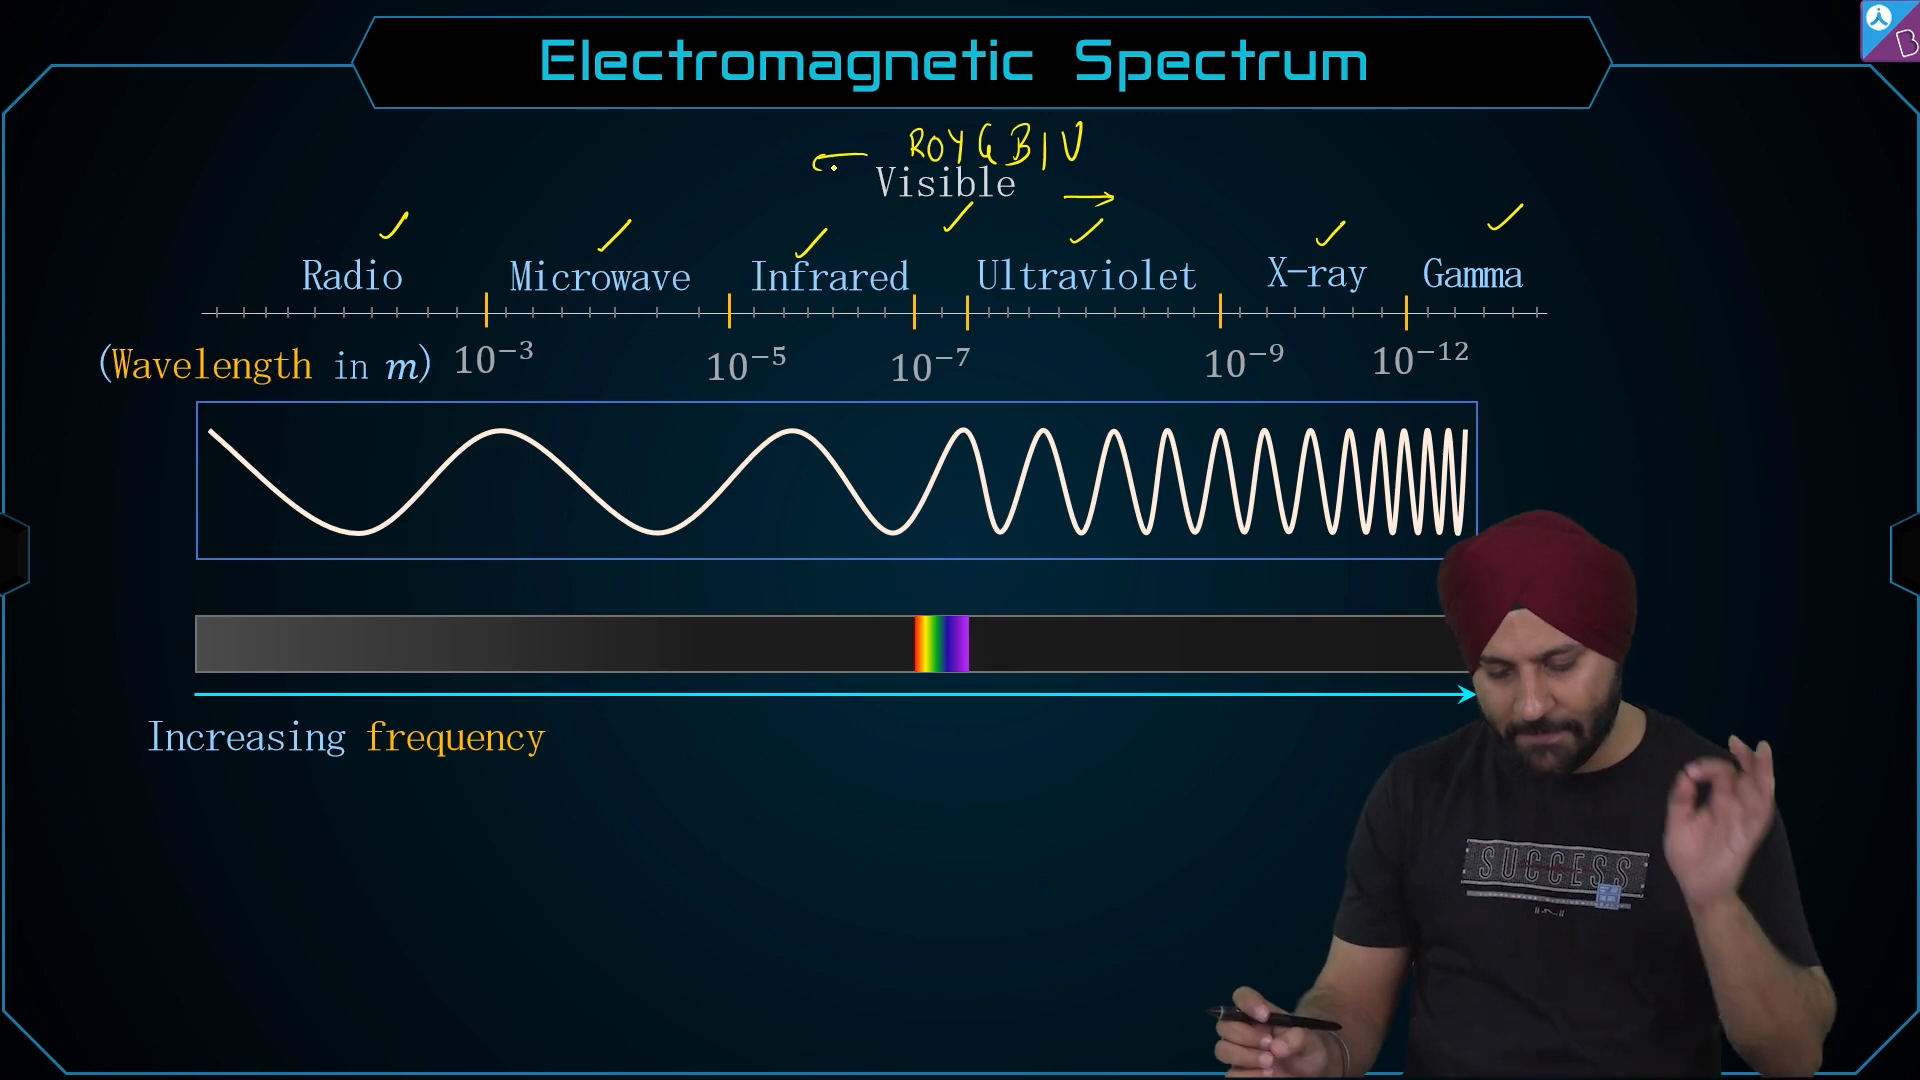 Electromagnetic Spectrum
ROYGBIV
Visible
Radio Microwave Infrared Ultraviolet X-ray Gamma
(Wavelength in m) 10⁻³ 10⁻⁵ 10⁻⁷ 10⁻⁹ 10⁻¹²
Increasing frequency
SUCCESS
B